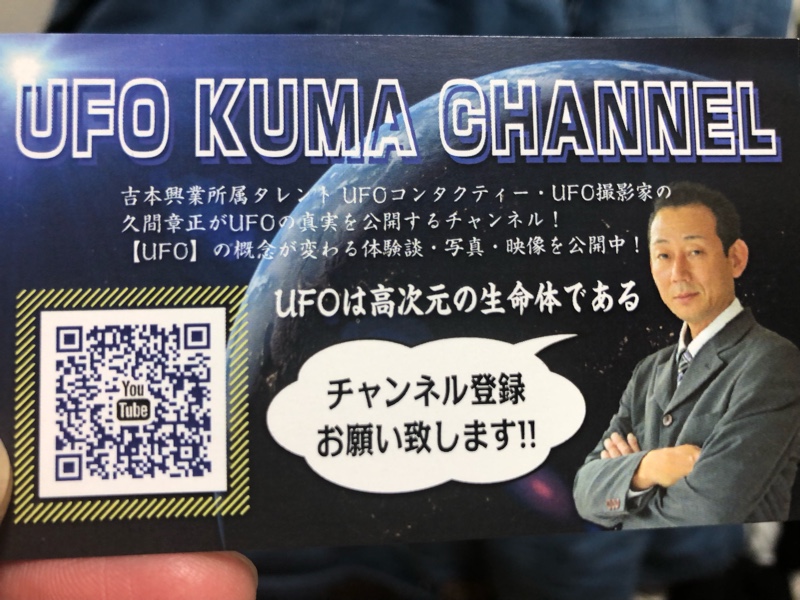 UFO KUMA CHANNEL
吉本興業所属タレント UFOコンタクティー・UFO撮影家の
久間章正がUFOの真実を公開するチャンネル!
【UFO】の概念が変わる体験談・写真・映像を公開中!
UFOは高次元の生命体である
You
Tube
チャンネル登録
お願い致します!!